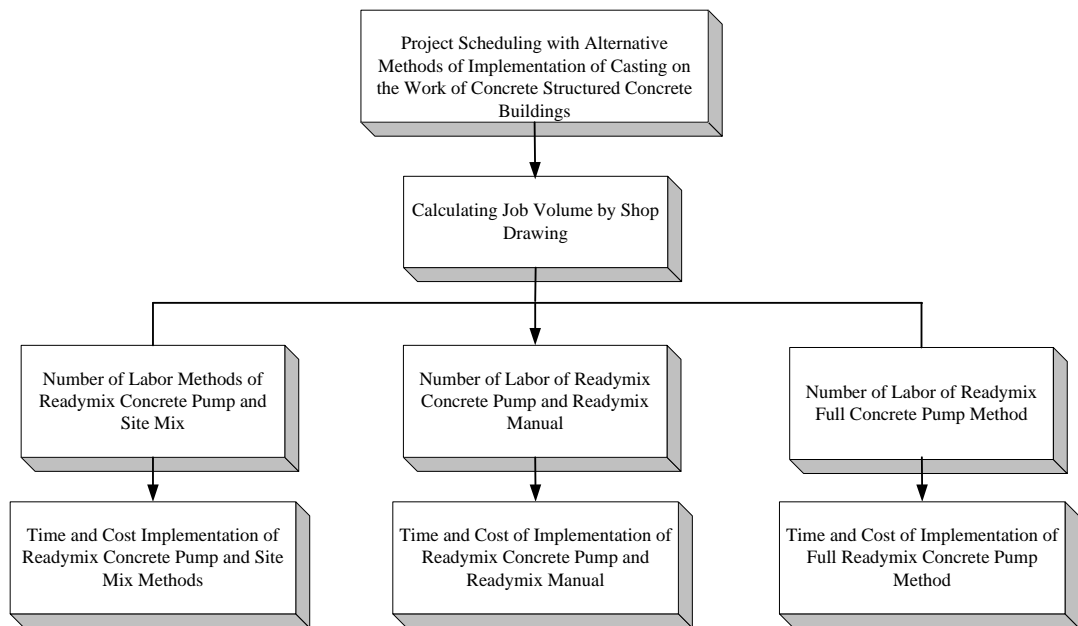 Project Scheduling with Alternative
Methods of Implementation of Casting on
the Work of Concrete Structured Concrete
Buildings
Calculating Job Volume by Shop
Drawing
Number of Labor Methods of
Readymix Concrete Pump and
Site Mix
Number of Labor of Readymix
Concrete Pump and Readymix
Manual
Number of Labor of Readymix
Full Concrete Pump Method
Time and Cost Implementation of
Readymix Concrete Pump and Site
Mix Methods
Time and Cost of Implementation of
Readymix Concrete Pump and
Readymix Manual
Time and Cost of Implementation of
Full Readymix Concrete Pump
Method